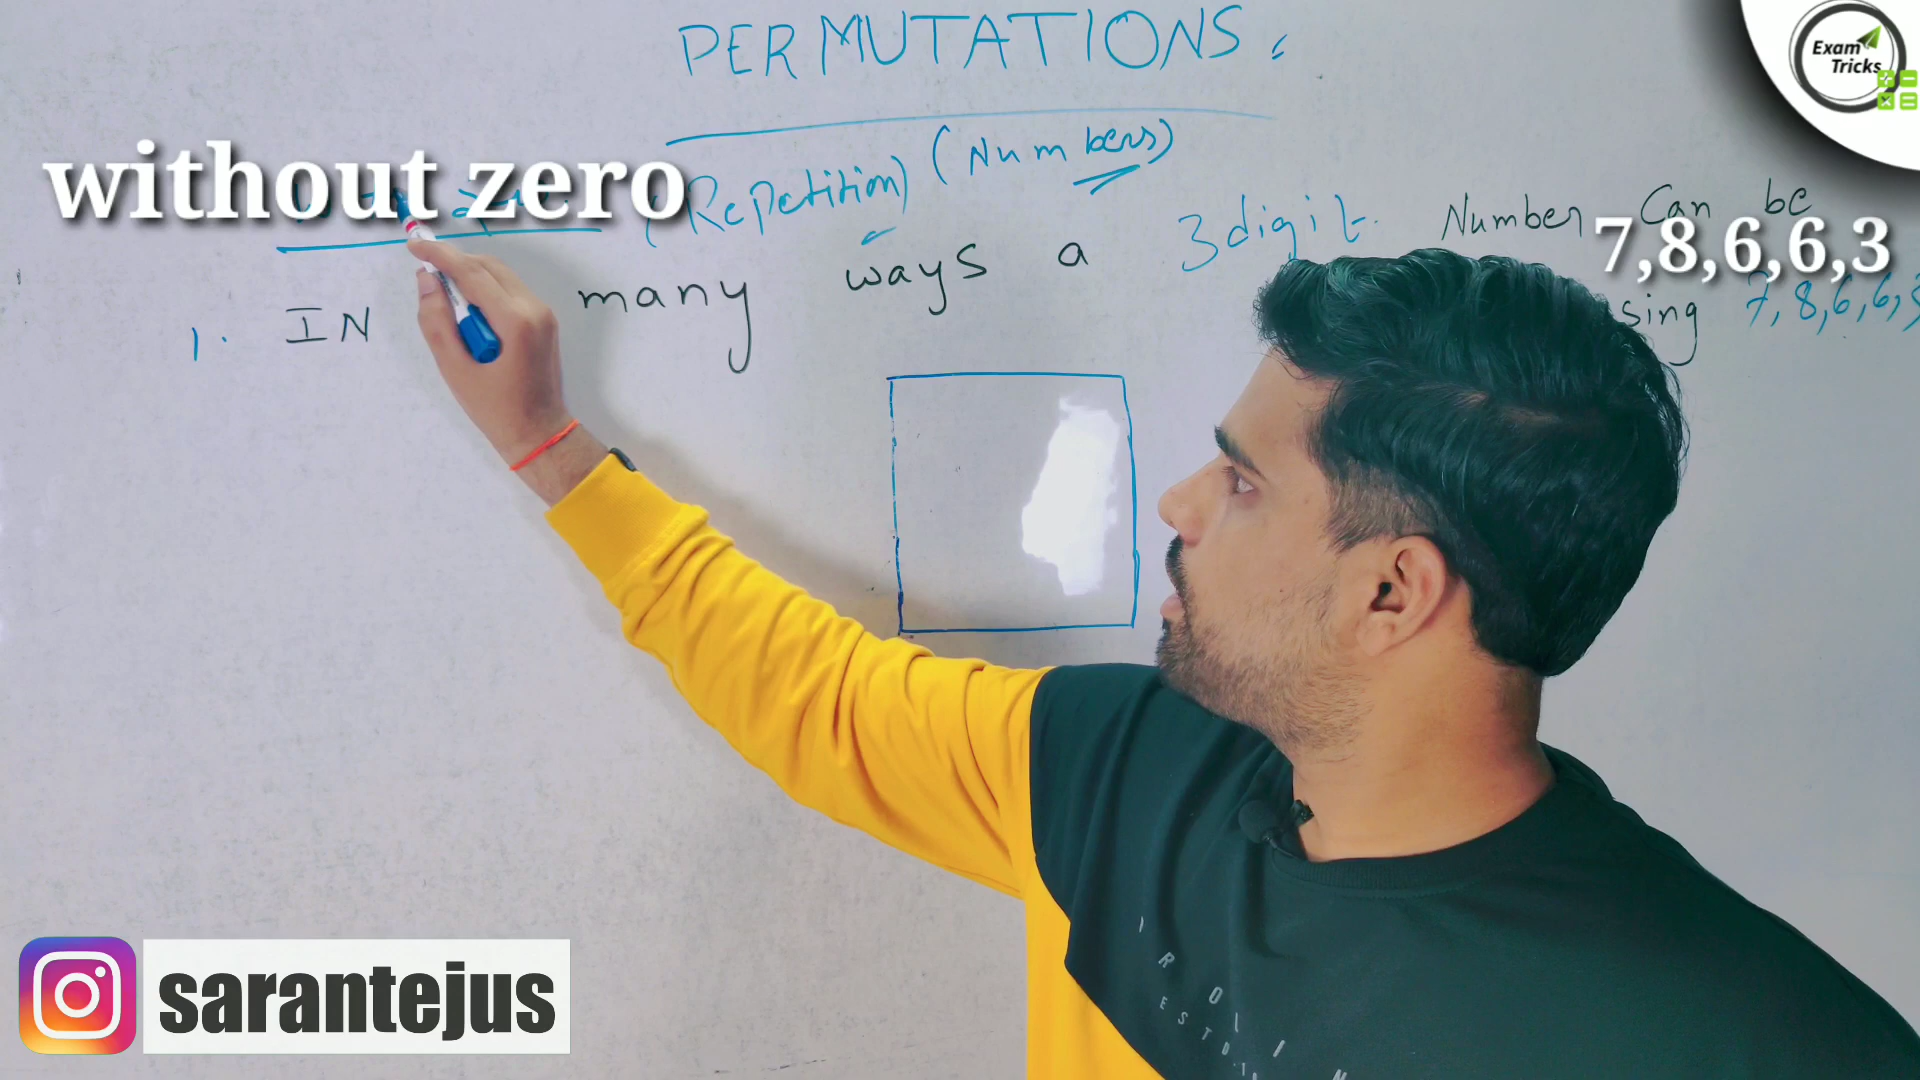 PERMUTATIONS
Exam
Tricks
without zero
(Repetition) (Numbers)
1. IN many ways a 3 digit Number Can be
7,8,6,6,3
sing 7,8,6,6,3
sarantejus